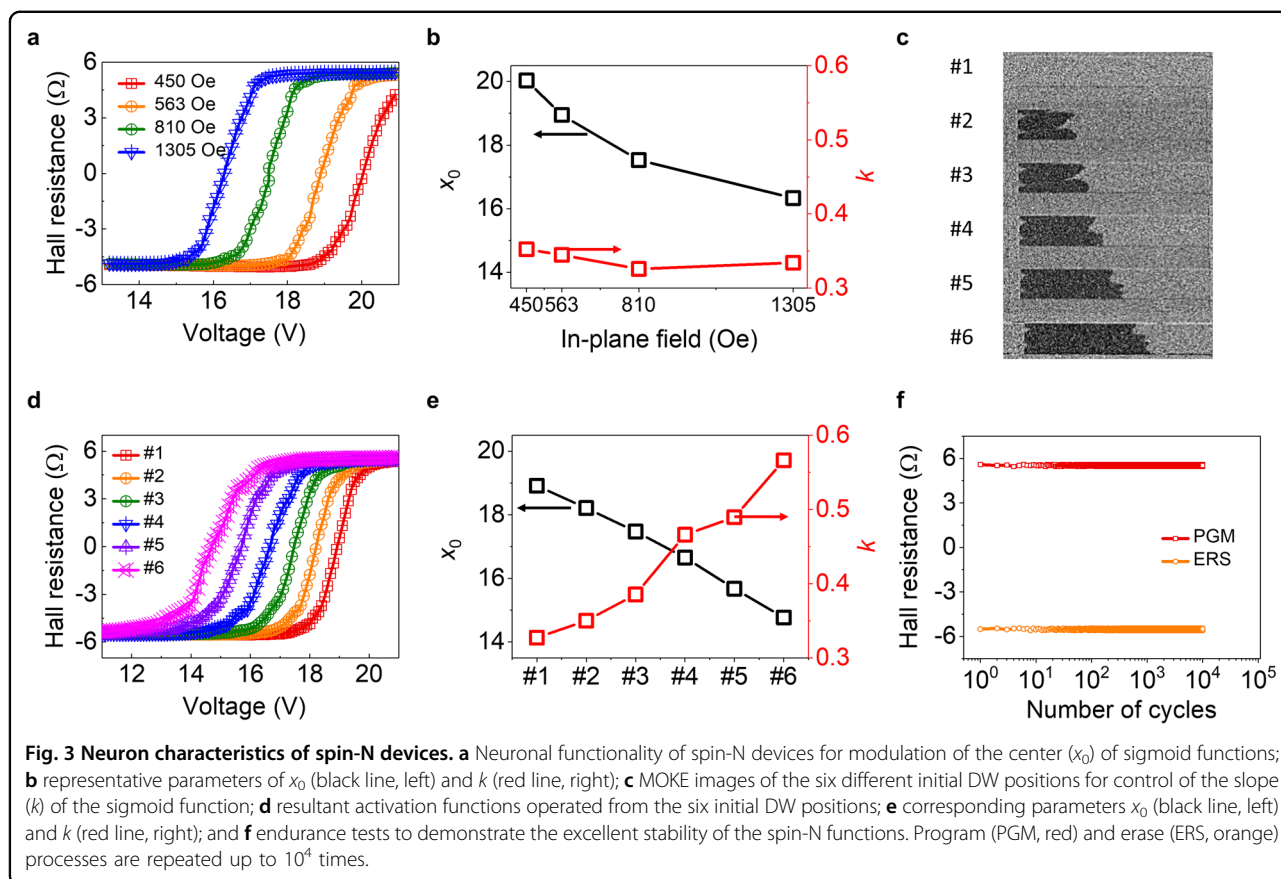 a
6
3
0
-3
-6
Hall resistance (Ω)
450 Oe
563 Oe
810 Oe
1305 Oe
14 16 18 20
Voltage (V)
b
20
18
16
14
x0
0.6
0.5
0.4
0.3
k
450 563 810 1305
In-plane field (Oe)
c
#1
#2
#3
#4
#5
#6
d
6
3
0
-3
-6
Hall resistance (Ω)
#1
#2
#3
#4
#5
#6
12 14 16 18 20
Voltage (V)
e
20
18
16
14
x0
0.6
0.5
0.4
0.3
k
#1 #2 #3 #4 #5 #6
f
6
3
0
-3
-6
Hall resistance (Ω)
PGM
ERS
10^0 10^1 10^2 10^3 10^4 10^5
Number of cycles
Fig. 3 Neuron characteristics of spin-N devices. a Neuronal functionality of spin-N devices for modulation of the center (x0) of sigmoid functions;
b representative parameters of x0 (black line, left) and k (red line, right); c MOKE images of the six different initial DW positions for control of the slope
(k) of the sigmoid function; d resultant activation functions operated from the six initial DW positions; e corresponding parameters x0 (black line, left)
and k (red line, right); and f endurance tests to demonstrate the excellent stability of the spin-N functions. Program (PGM, red) and erase (ERS, orange)
processes are repeated up to 10^4 times.